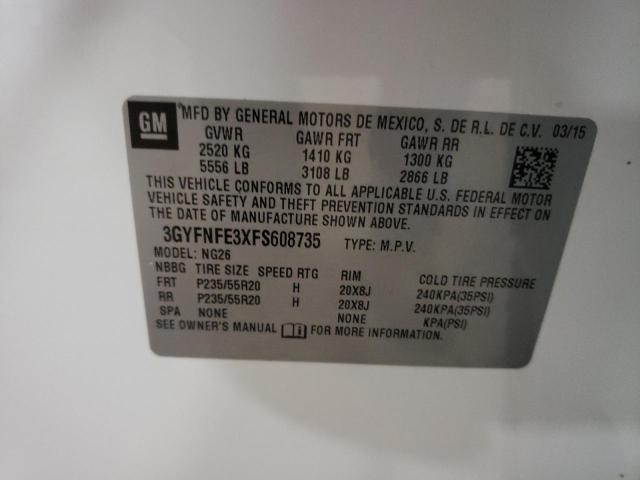 GM
®MFD BY GENERAL MOTORS DE MEXICO, S. DE R.L. DE C.V. 03/15
GVWR GAWR FRT GAWR RR
2520 KG 1410 KG 1300 KG
5556 LB 3108 LB 2866 LB
THIS VEHICLE CONFORMS TO ALL APPLICABLE U.S. FEDERAL MOTOR
VEHICLE SAFETY AND THEFT PREVENTION STANDARDS IN EFFECT ON
THE DATE OF MANUFACTURE SHOWN ABOVE.
3GYFNFE3XFS608735 TYPE: M.P.V.
MODEL: NG26
NBBG TIRE SIZE SPEED RTG RIM COLD TIRE PRESSURE
FRT P235/55R20 H 20X8J 240KPA(35PSI)
RR P235/55R20 H 20X8J 240KPA(35PSI)
SPA NONE NONE KPA(PSI)
SEE OWNER'S MANUAL FOR MORE INFORMATION.